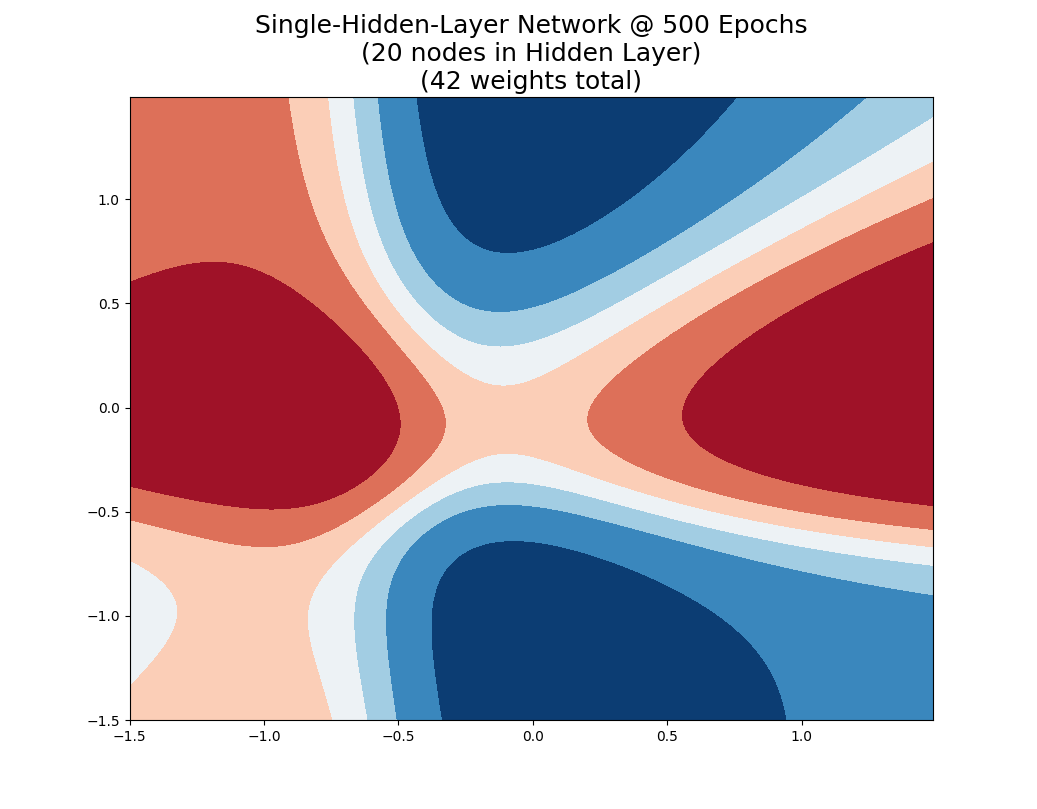 Single-Hidden-Layer Network @ 500 Epochs
(20 nodes in Hidden Layer)
(42 weights total)
1.0
0.5
0.0
−0.5
−1.0
−1.5
−1.5 −1.0 −0.5 0.0 0.5 1.0